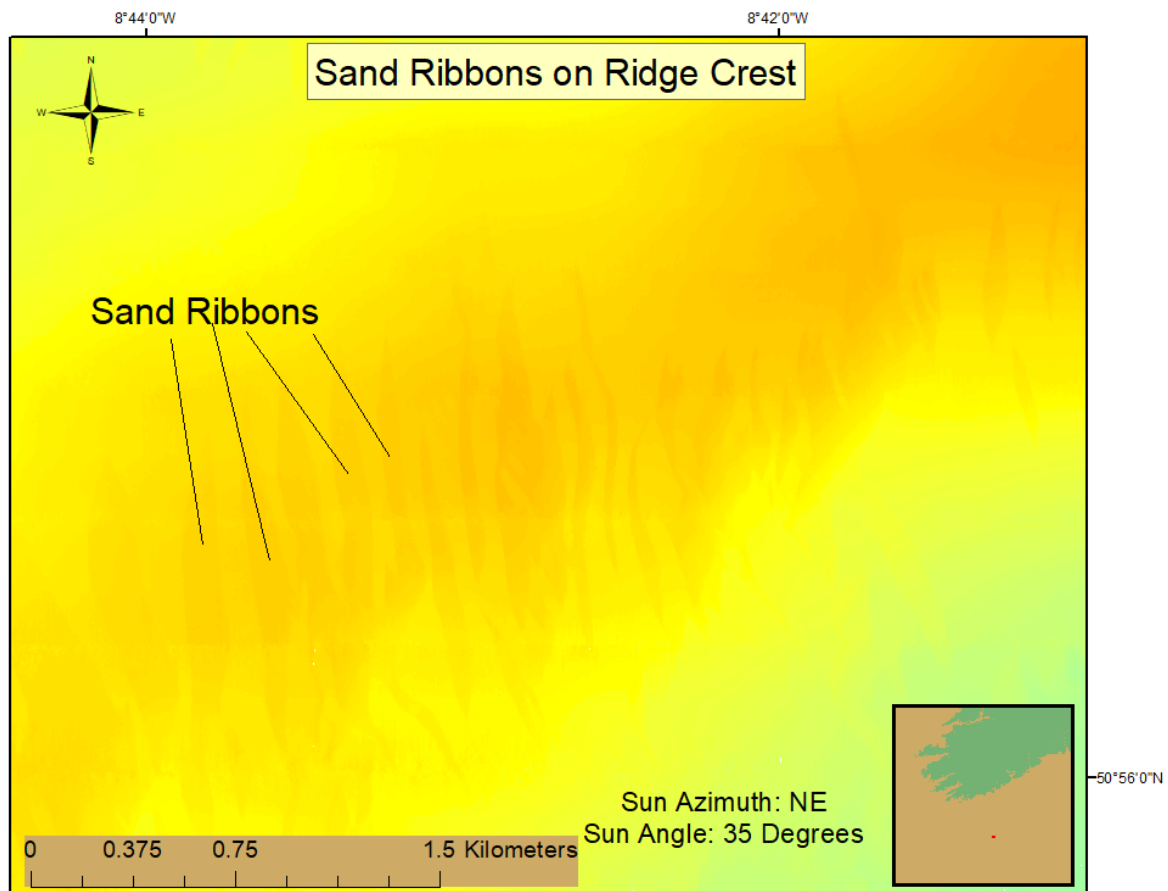 8°44'0"W
8°42'0"W
Sand Ribbons on Ridge Crest
N
W
E
S
Sand Ribbons
50°56'0"N
Sun Azimuth: NE
Sun Angle: 35 Degrees
0 0.375 0.75 1.5 Kilometers